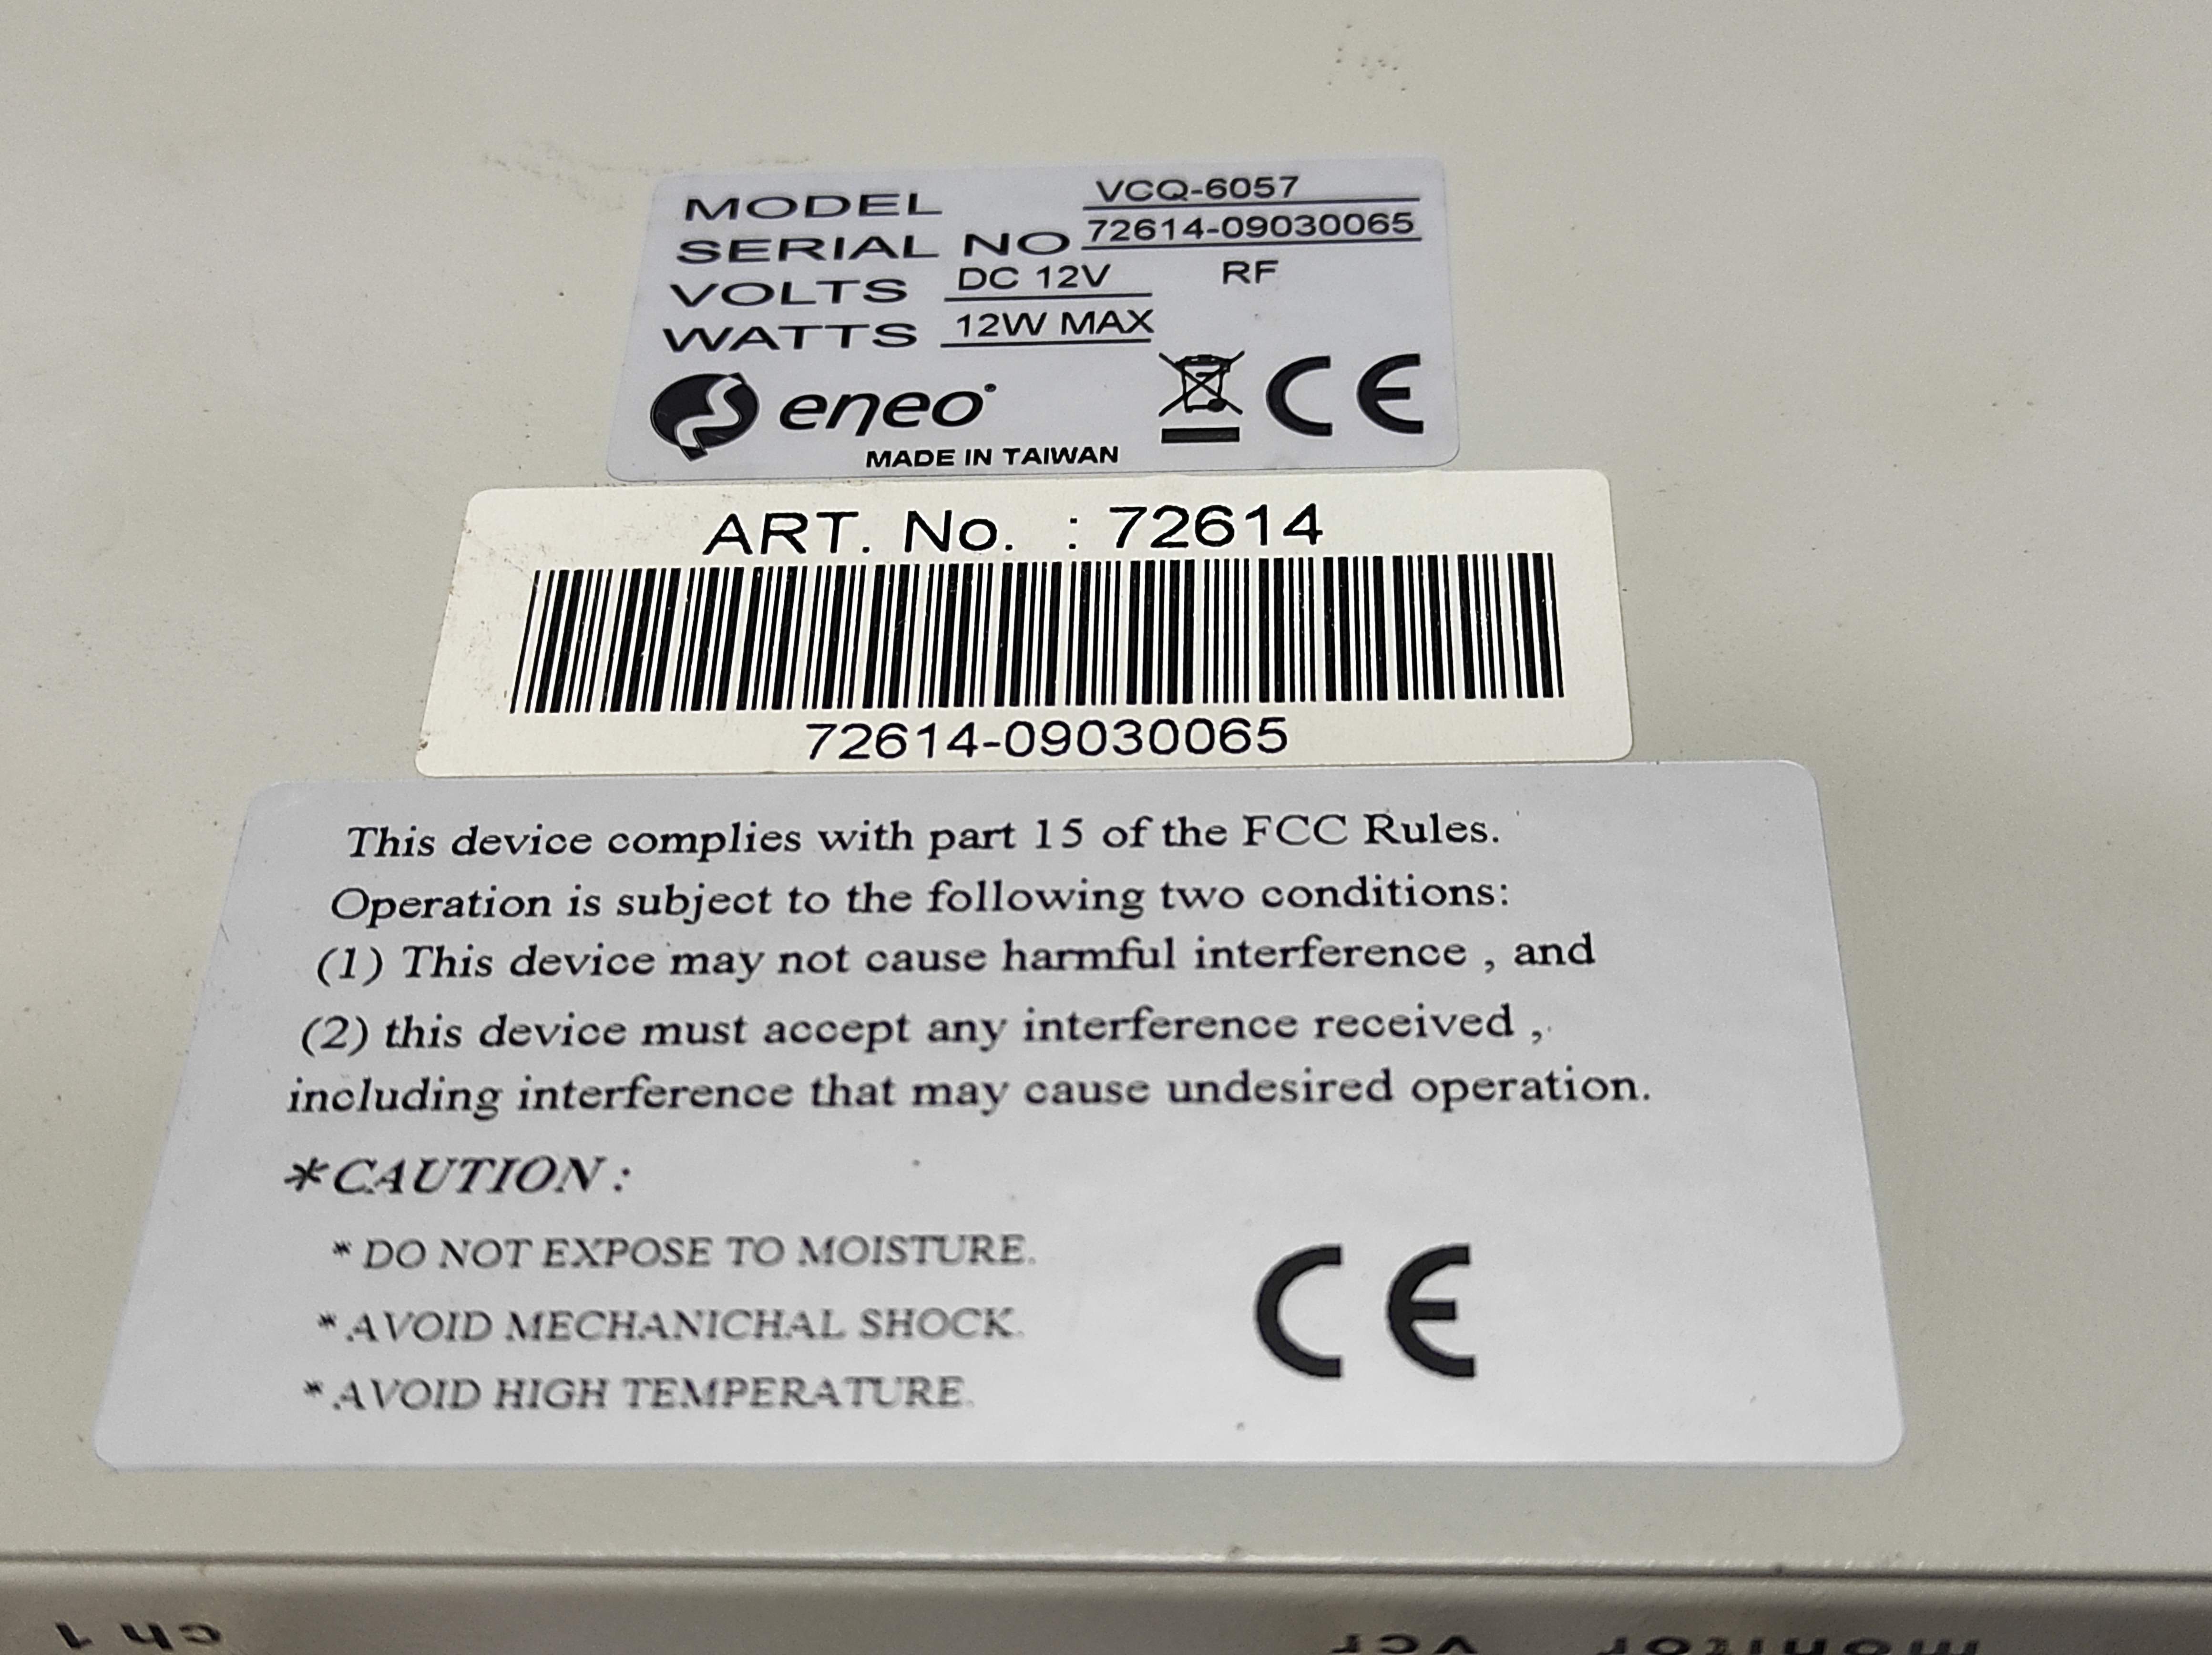 MODEL VCQ-6057
SERIAL NO 72614-09030065
VOLTS DC 12V RF
WATTS 12W MAX
eneo
CE
MADE IN TAIWAN
ART. No. : 72614
72614-09030065
This device complies with part 15 of the FCC Rules.
Operation is subject to the following two conditions:
(1) This device may not cause harmful interference , and
(2) this device must accept any interference received ,
including interference that may cause undesired operation.
*CAUTION :
* DO NOT EXPOSE TO MOISTURE.
* AVOID MECHANICHAL SHOCK.
* AVOID HIGH TEMPERATURE.
CE
ch 1
vcr
monitor